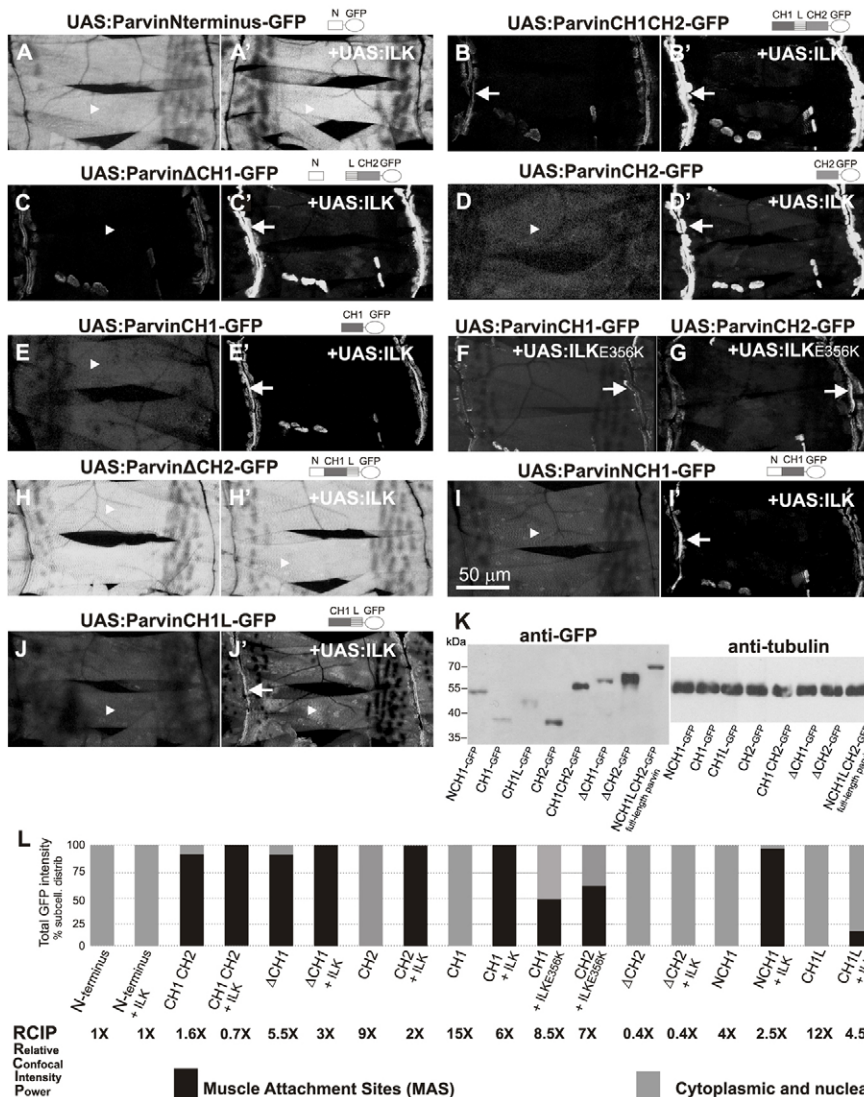 UAS:ParvinNterminus-GFP N GFP
UAS:ParvinCH1CH2-GFP CH1 L CH2 GFP
A A' +UAS:ILK
B B' +UAS:ILK
UAS:ParvinΔCH1-GFP N L CH2 GFP
UAS:ParvinCH2-GFP CH2 GFP
C C' +UAS:ILK
D D' +UAS:ILK
UAS:ParvinCH1-GFP CH1 GFP
UAS:ParvinCH1-GFP UAS:ParvinCH2-GFP
E E' +UAS:ILK
F +UAS:ILKE356K G +UAS:ILKE356K
UAS:ParvinΔCH2-GFP N CH1 L GFP
UAS:ParvinNCH1-GFP N CH1 GFP
H H' +UAS:ILK
I I' +UAS:ILK
50 µm
UAS:ParvinCH1L-GFP CH1 L GFP
J J' +UAS:ILK
K
anti-GFP anti-tubulin
kDa
70
55
40
35
NCH1-GFP CH1-GFP CH1L-GFP CH2-GFP CH1CH2-GFP ΔCH1-GFP ΔCH2-GFP NCH1LCH2-GFP full-length parvin
NCH1-GFP CH1-GFP CH1L-GFP CH2-GFP CH1CH2-GFP ΔCH1-GFP ΔCH2-GFP NCH1LCH2-GFP
L
Total GFP intensity
% subcell. distrib
100
75
50
25
0
N-terminus
N-terminus + ILK
CH1 CH2
CH1 CH2 + ILK
ΔCH1
ΔCH1 + ILK
CH2
CH2 + ILK
CH1
CH1 + ILK
CH1 + ILKE356K
CH2 + ILKE356K
ΔCH2
ΔCH2 + ILK
NCH1
NCH1 + ILK
CH1L
CH1L
RCIP 1X 1X 1.6X 0.7X 5.5X 3X 9X 2X 15X 6X 8.5X 7X 0.4X 0.4X 4X 2.5X 12X 4.5
Relative
Confocal
Intensity
Power
Muscle Attachment Sites (MAS) Cytoplasmic and nuclea